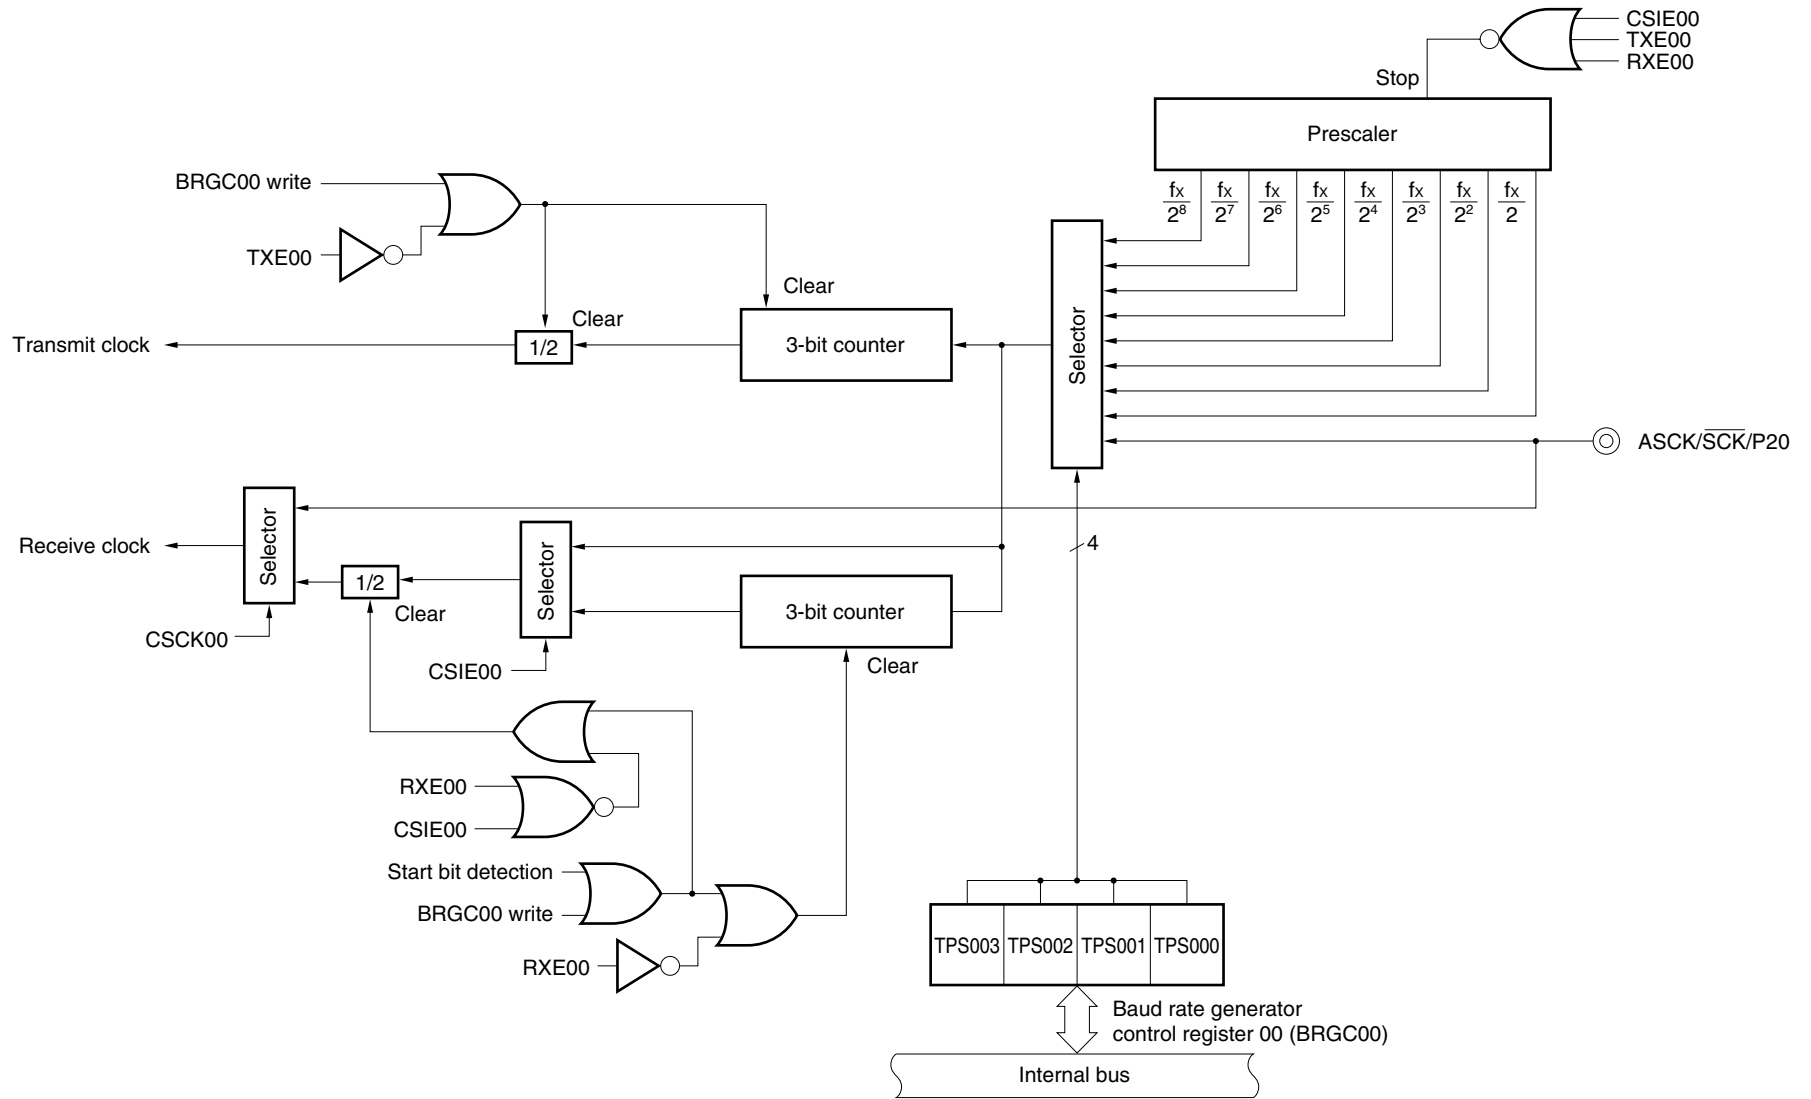 CSIE00
TXE00
RXE00
Stop
Prescaler
fX/2⁸ fX/2⁷ fX/2⁶ fX/2⁵ fX/2⁴ fX/2³ fX/2² fX/2
BRGC00 write
TXE00
Clear
Clear
Transmit clock
1/2
3-bit counter
Selector
ASCK/S̅C̅K̅/P20
Selector
Receive clock
Selector
4
1/2
Clear
3-bit counter
CSCK00
CSIE00
Clear
RXE00
CSIE00
Start bit detection
BRGC00 write
RXE00
TPS003 TPS002 TPS001 TPS000
Baud rate generator
control register 00 (BRGC00)
Internal bus